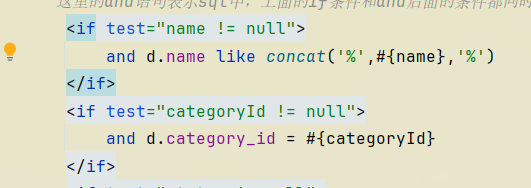 这里的and语句表示sql中，上面的if条件和and后面的条件都同时
<if test="name != null">
and d.name like concat('%',#{name},'%')
</if>
<if test="categoryId != null">
and d.category_id = #{categoryId}
</if>